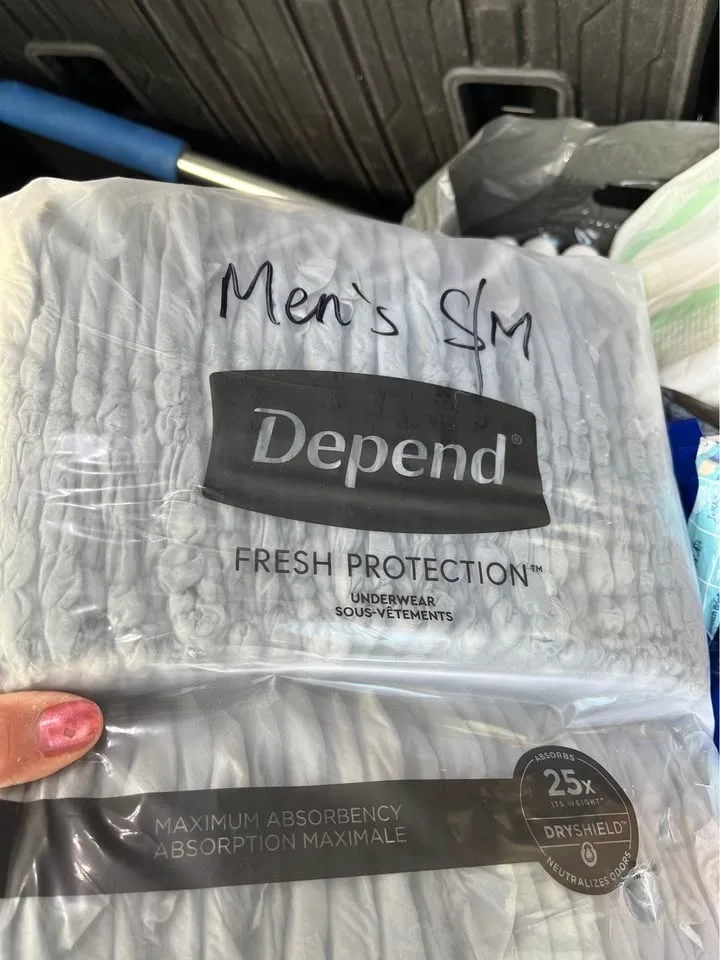 Men's S/M
Depend®
FRESH PROTECTION™
UNDERWEAR
SOUS-VÊTEMENTS
MAXIMUM ABSORBENCY
ABSORPTION MAXIMALE
ABSORBS
25x
ITS WEIGHT*
DRYSHIELD™
NEUTRALIZES ODORS